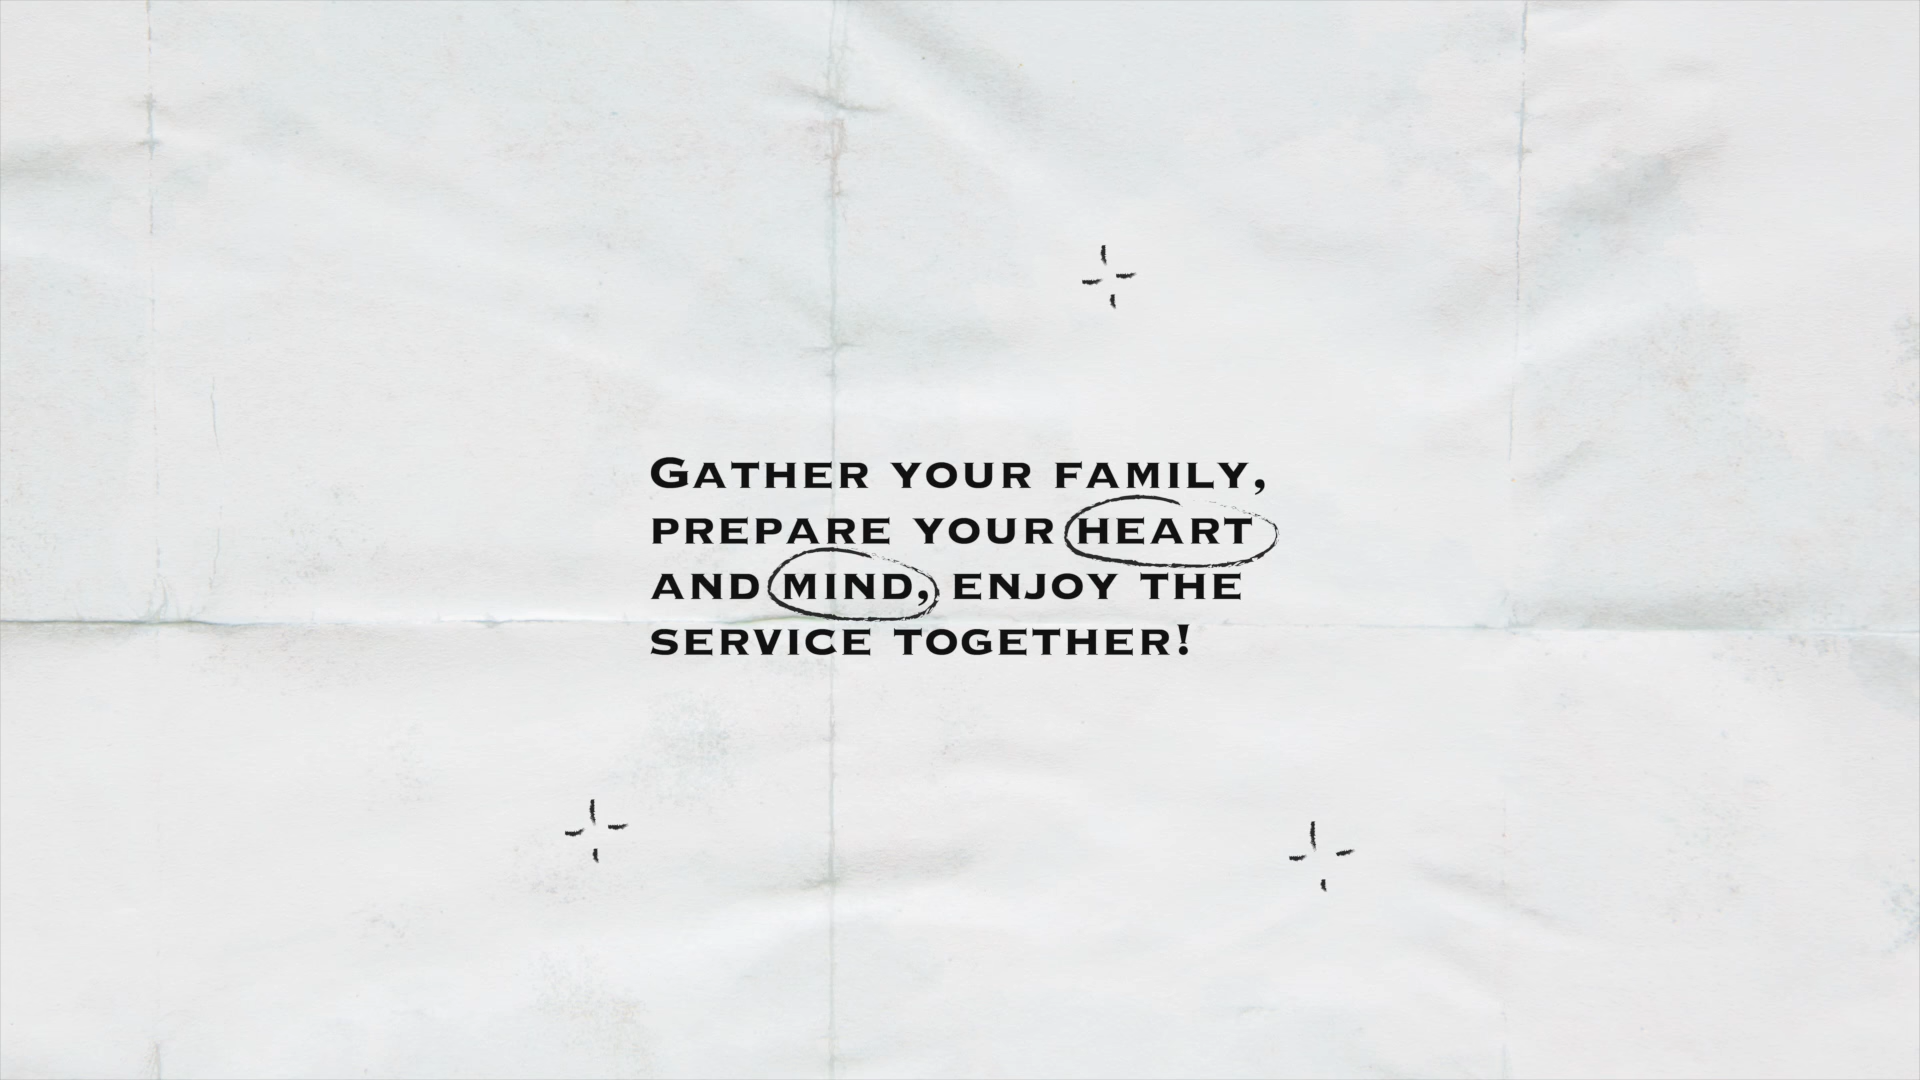 Gather your family,
prepare your heart
and mind, enjoy the
service together!